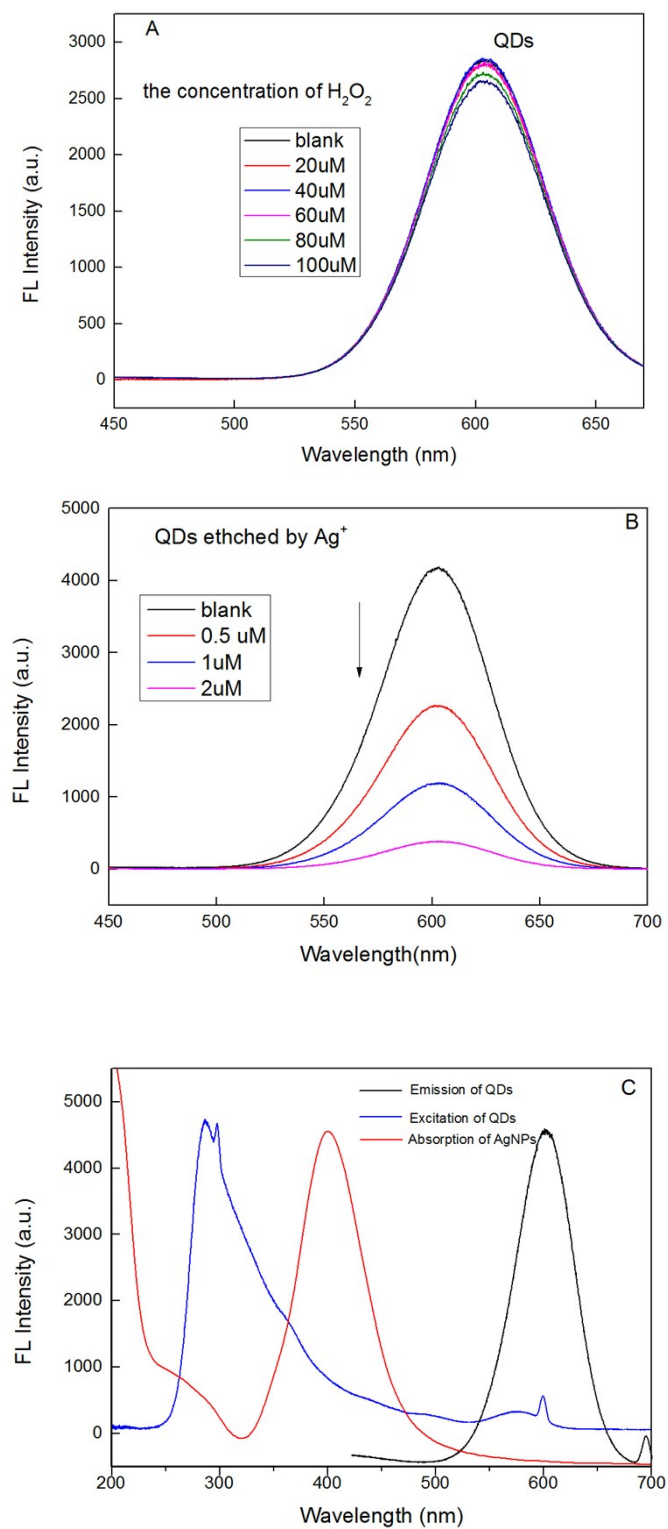 A
QDs
the concentration of H₂O₂
blank
20uM
40uM
60uM
80uM
100uM
3000
2500
2000
1500
1000
500
0
FL Intensity (a.u.)
450 500 550 600 650
Wavelength (nm)
B
QDs ethched by Ag⁺
blank
0.5 uM
1uM
2uM
5000
4000
3000
2000
1000
0
FL Intensity (a.u.)
450 500 550 600 650 700
Wavelength(nm)
C
Emission of QDs
Excitation of QDs
Absorption of AgNPs
5000
4000
3000
2000
1000
0
FL Intensity (a.u.)
200 300 400 500 600 700
Wavelength (nm)